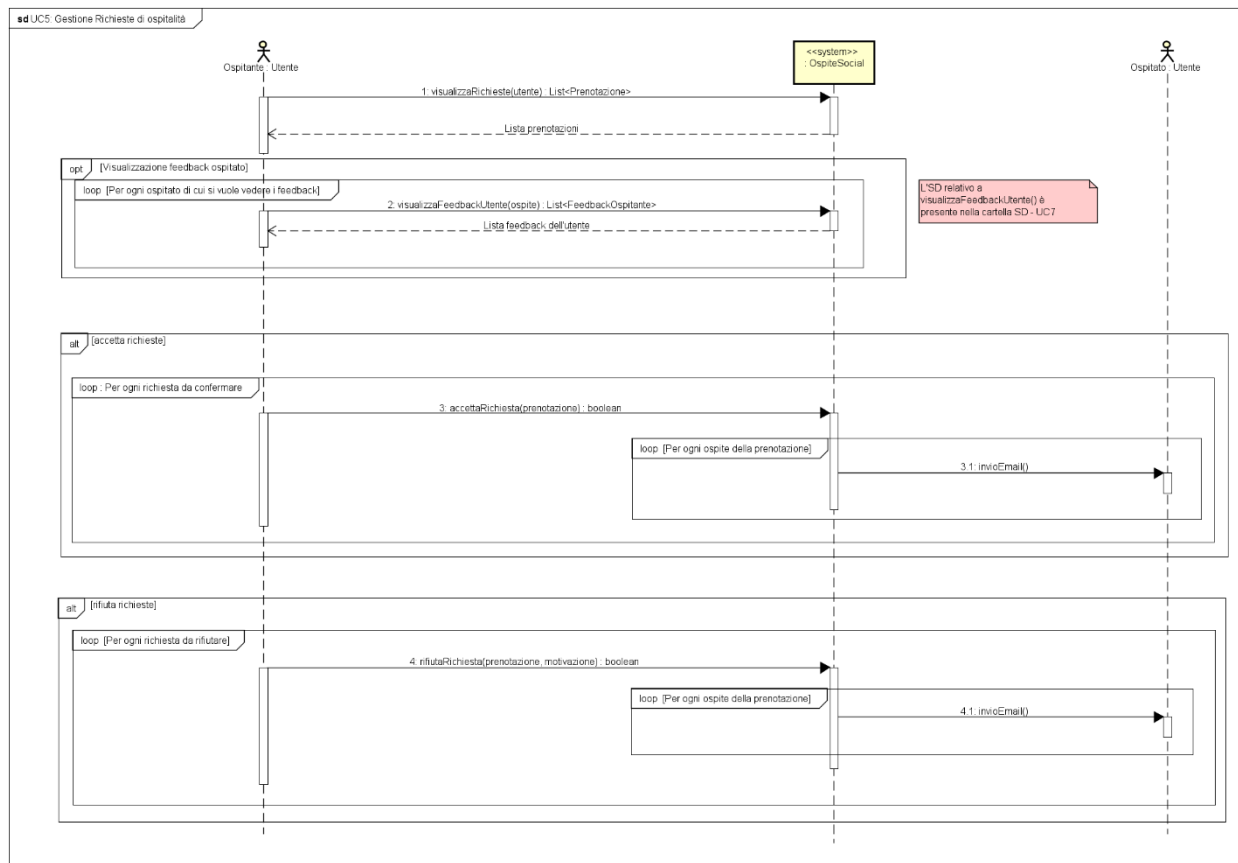 sd UC5: Gestione Richieste di ospitalità
Ospitante : Utente
<<system>>
: OspiteSocial
Ospitato : Utente
1: visualizzaRichieste(utente) : List<Prenotazione>
Lista prenotazioni
opt [Visualizzazione feedback ospitato]
loop [Per ogni ospitato di cui si vuole vedere i feedback]
2: visualizzaFeedbackUtente(ospite) : List<FeedbackOspitante>
Lista feedback dell'utente
L'SD relativo a
visualizzaFeedbackUtente() è
presente nella cartella SD - UC7
alt [accetta richieste]
loop : Per ogni richiesta da confermare
3: accettaRichiesta(prenotazione) : boolean
loop [Per ogni ospite della prenotazione]
3.1: invioEmail()
alt [rifiuta richieste]
loop [Per ogni richiesta da rifiutare]
4: rifiutaRichiesta(prenotazione, motivazione) : boolean
loop [Per ogni ospite della prenotazione]
4.1: invioEmail()